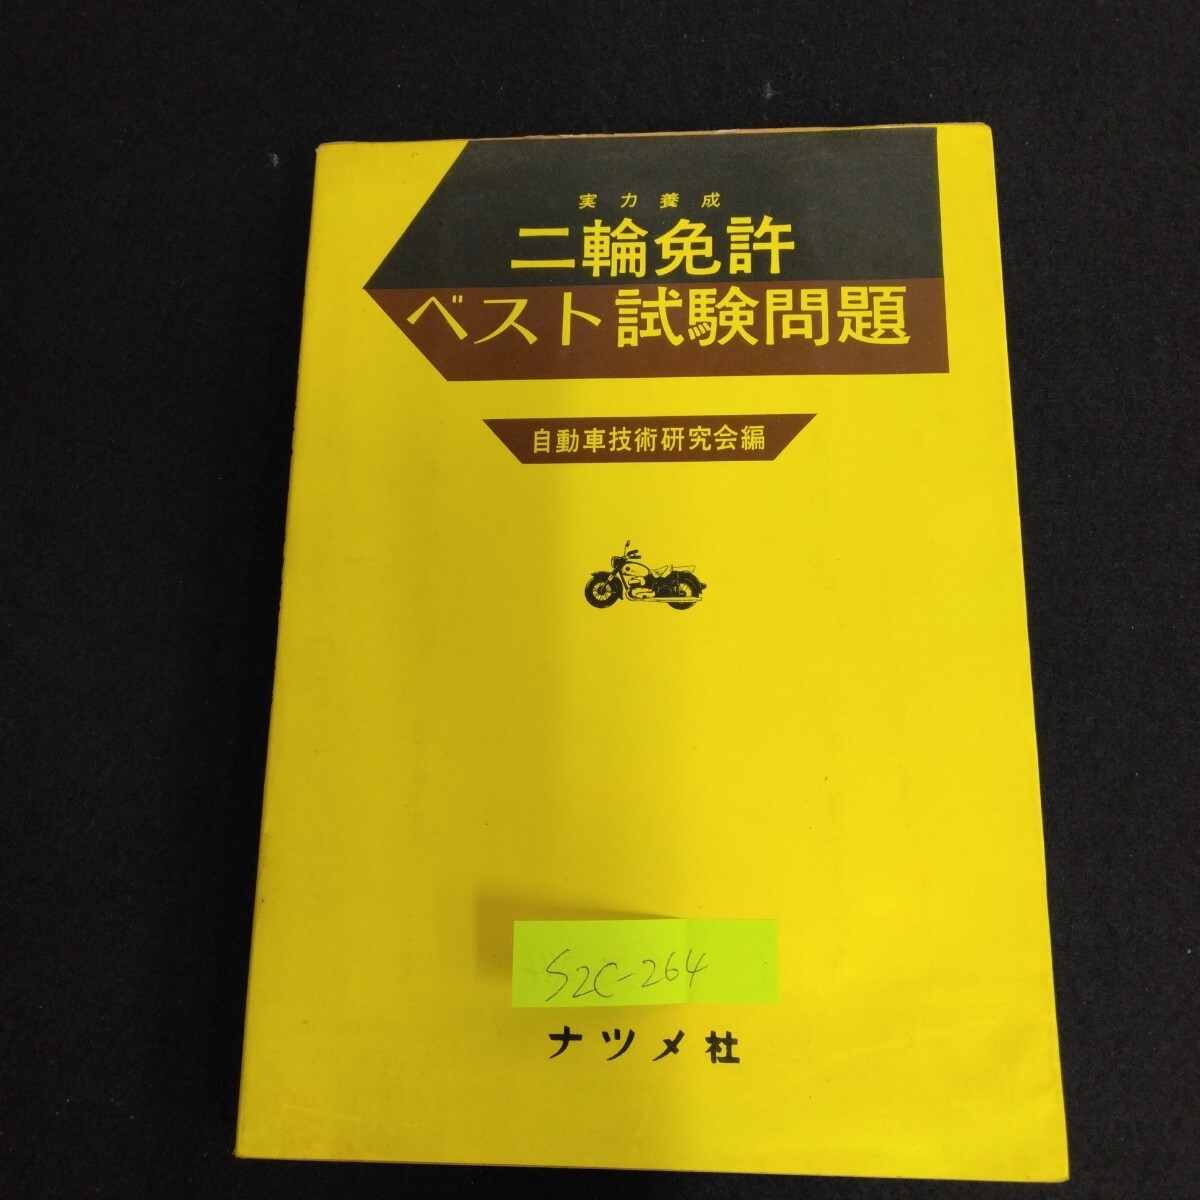 実力養成
二輪免許
ベスト試験問題
自動車技術研究会編
S2C-264
ナツメ社